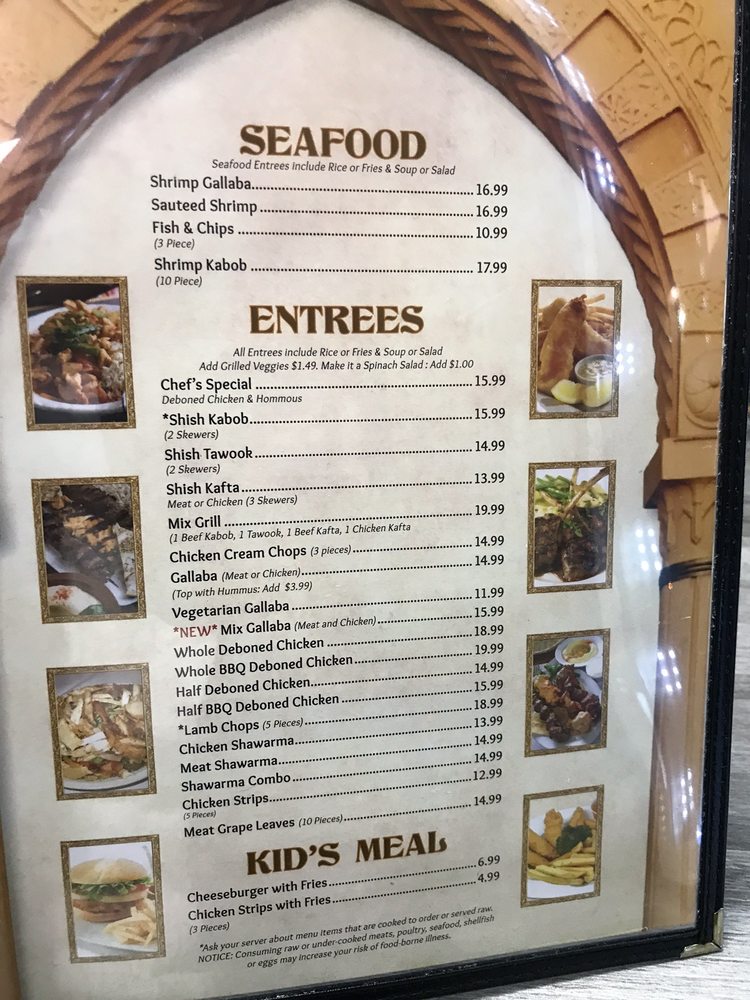 SEAFOOD
Seafood Entrees include Rice or Fries & Soup or Salad
Shrimp Gallaba 16.99
Sauteed Shrimp 16.99
Fish & Chips 10.99
(3 Piece)
Shrimp Kabob 17.99
(10 Piece)
ENTREES
All Entrees include Rice or Fries & Soup or Salad
Add Grilled Veggies $1.49. Make it a Spinach Salad : Add $1.00
Chef's Special 15.99
Deboned Chicken & Hommous
*Shish Kabob 15.99
(2 Skewers)
Shish Tawook 14.99
(2 Skewers)
Shish Kafta 13.99
Meat or Chicken (3 Skewers)
Mix Grill 19.99
(1 Beef Kabob, 1 Tawook, 1 Beef Kafta, 1 Chicken Kafta
Chicken Cream Chops (3 pieces) 14.99
Gallaba (Meat or Chicken) 14.99
(Top with Hummus: Add $3.99)
Vegetarian Gallaba 11.99
*NEW* Mix Gallaba (Meat and Chicken) 15.99
Whole Deboned Chicken 18.99
Whole BBQ Deboned Chicken 19.99
Half Deboned Chicken 14.99
Half BBQ Deboned Chicken 15.99
*Lamb Chops (5 Pieces) 18.99
Chicken Shawarma 13.99
Meat Shawarma 14.99
Shawarma Combo 14.99
Chicken Strips 12.99
(5 Pieces)
Meat Grape Leaves (10 Pieces) 14.99
KID'S MEAL
Cheeseburger with Fries 6.99
Chicken Strips with Fries 4.99
(3 Pieces)
*Ask your server about menu items that are cooked to order or served raw.
NOTICE: Consuming raw or under-cooked meats, poultry, seafood, shellfish
or eggs may increase your risk of food-borne illness.